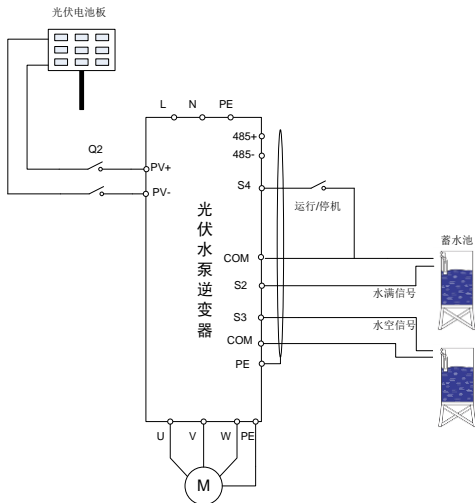 光伏电池板
L N PE
485+
Q2
485-
PV+
S4
PV-
运行/停机
光伏水泵逆变器
蓄水池
COM
S2
水满信号
S3
水空信号
COM
PE
U V W PE
M